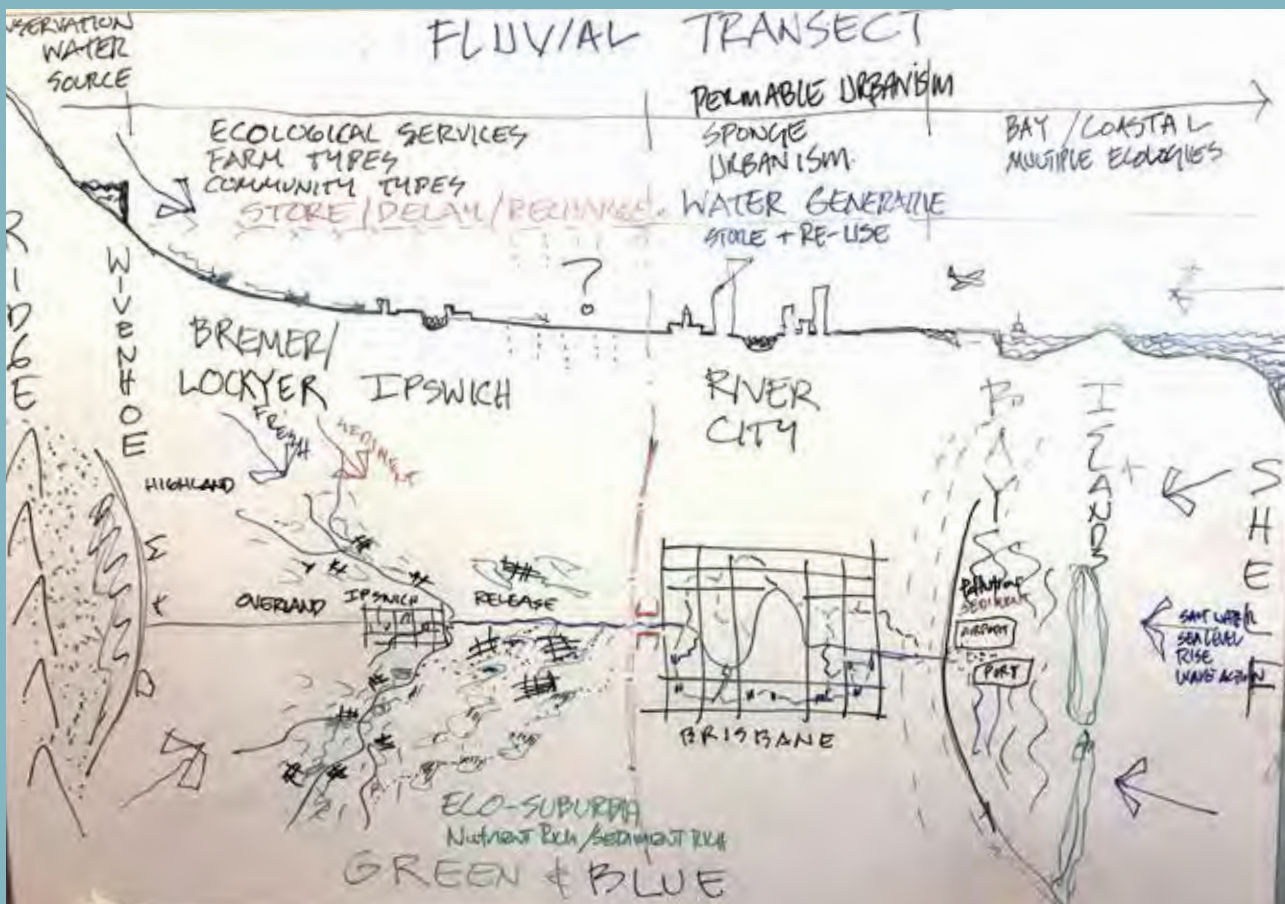 FLUVIAL TRANSECT
WATER
SOURCE
PERMABLE URBANISM
ECOLOGICAL SERVICES
FARM TYPES
COMMUNITY TYPES
STORE/DELAY/RECHARGE
SPONGE
URBANISM
WATER GENERATIVE
STORE + RE-USE
BAY/COASTAL
MULTIPLE ECOLOGIES
RIDGE
WIVENHOE
?
BREMER/
LOCKYER
IPSWICH
RIVER
CITY
BAY
ISLANDS
FRESH
SEDIMENT
HIGHLAND
OVERLAND
IPSWICH
RELEASE
BRISBANE
SEDIMENT
AIRPORT
PORT
SALT WATER
SEA LEVEL
RISE
WAVE ACTION
ECO-SUBURBIA
Nutrient Rich/SEDIMENT RICH
GREEN & BLUE